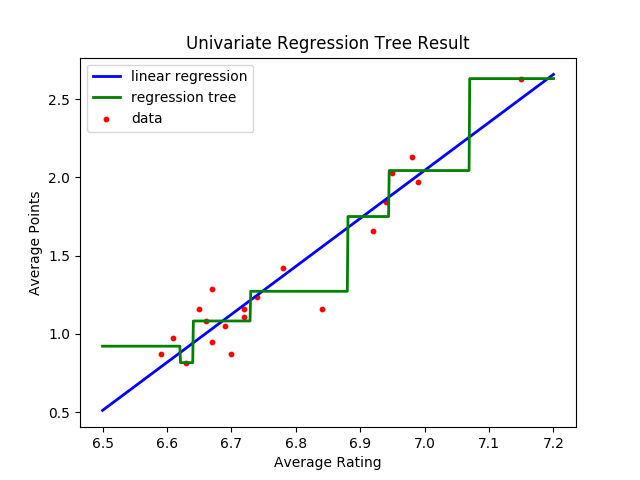 Univariate Regression Tree Result
linear regression
regression tree
data
Average Points
2.5
2.0
1.5
1.0
0.5
6.5 6.6 6.7 6.8 6.9 7.0 7.1 7.2
Average Rating